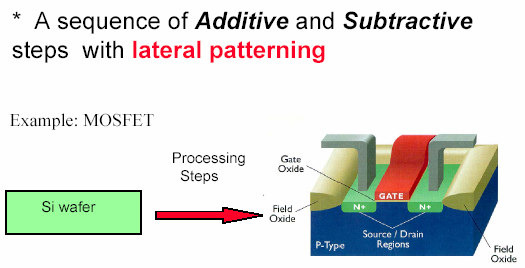 * A sequence of Additive and Subtractive
steps with lateral patterning
Example: MOSFET
Processing
Steps
Si wafer
Gate
Oxide
GATE
Field
Oxide
N+
N+
Source / Drain
Regions
P-Type
Field
Oxide